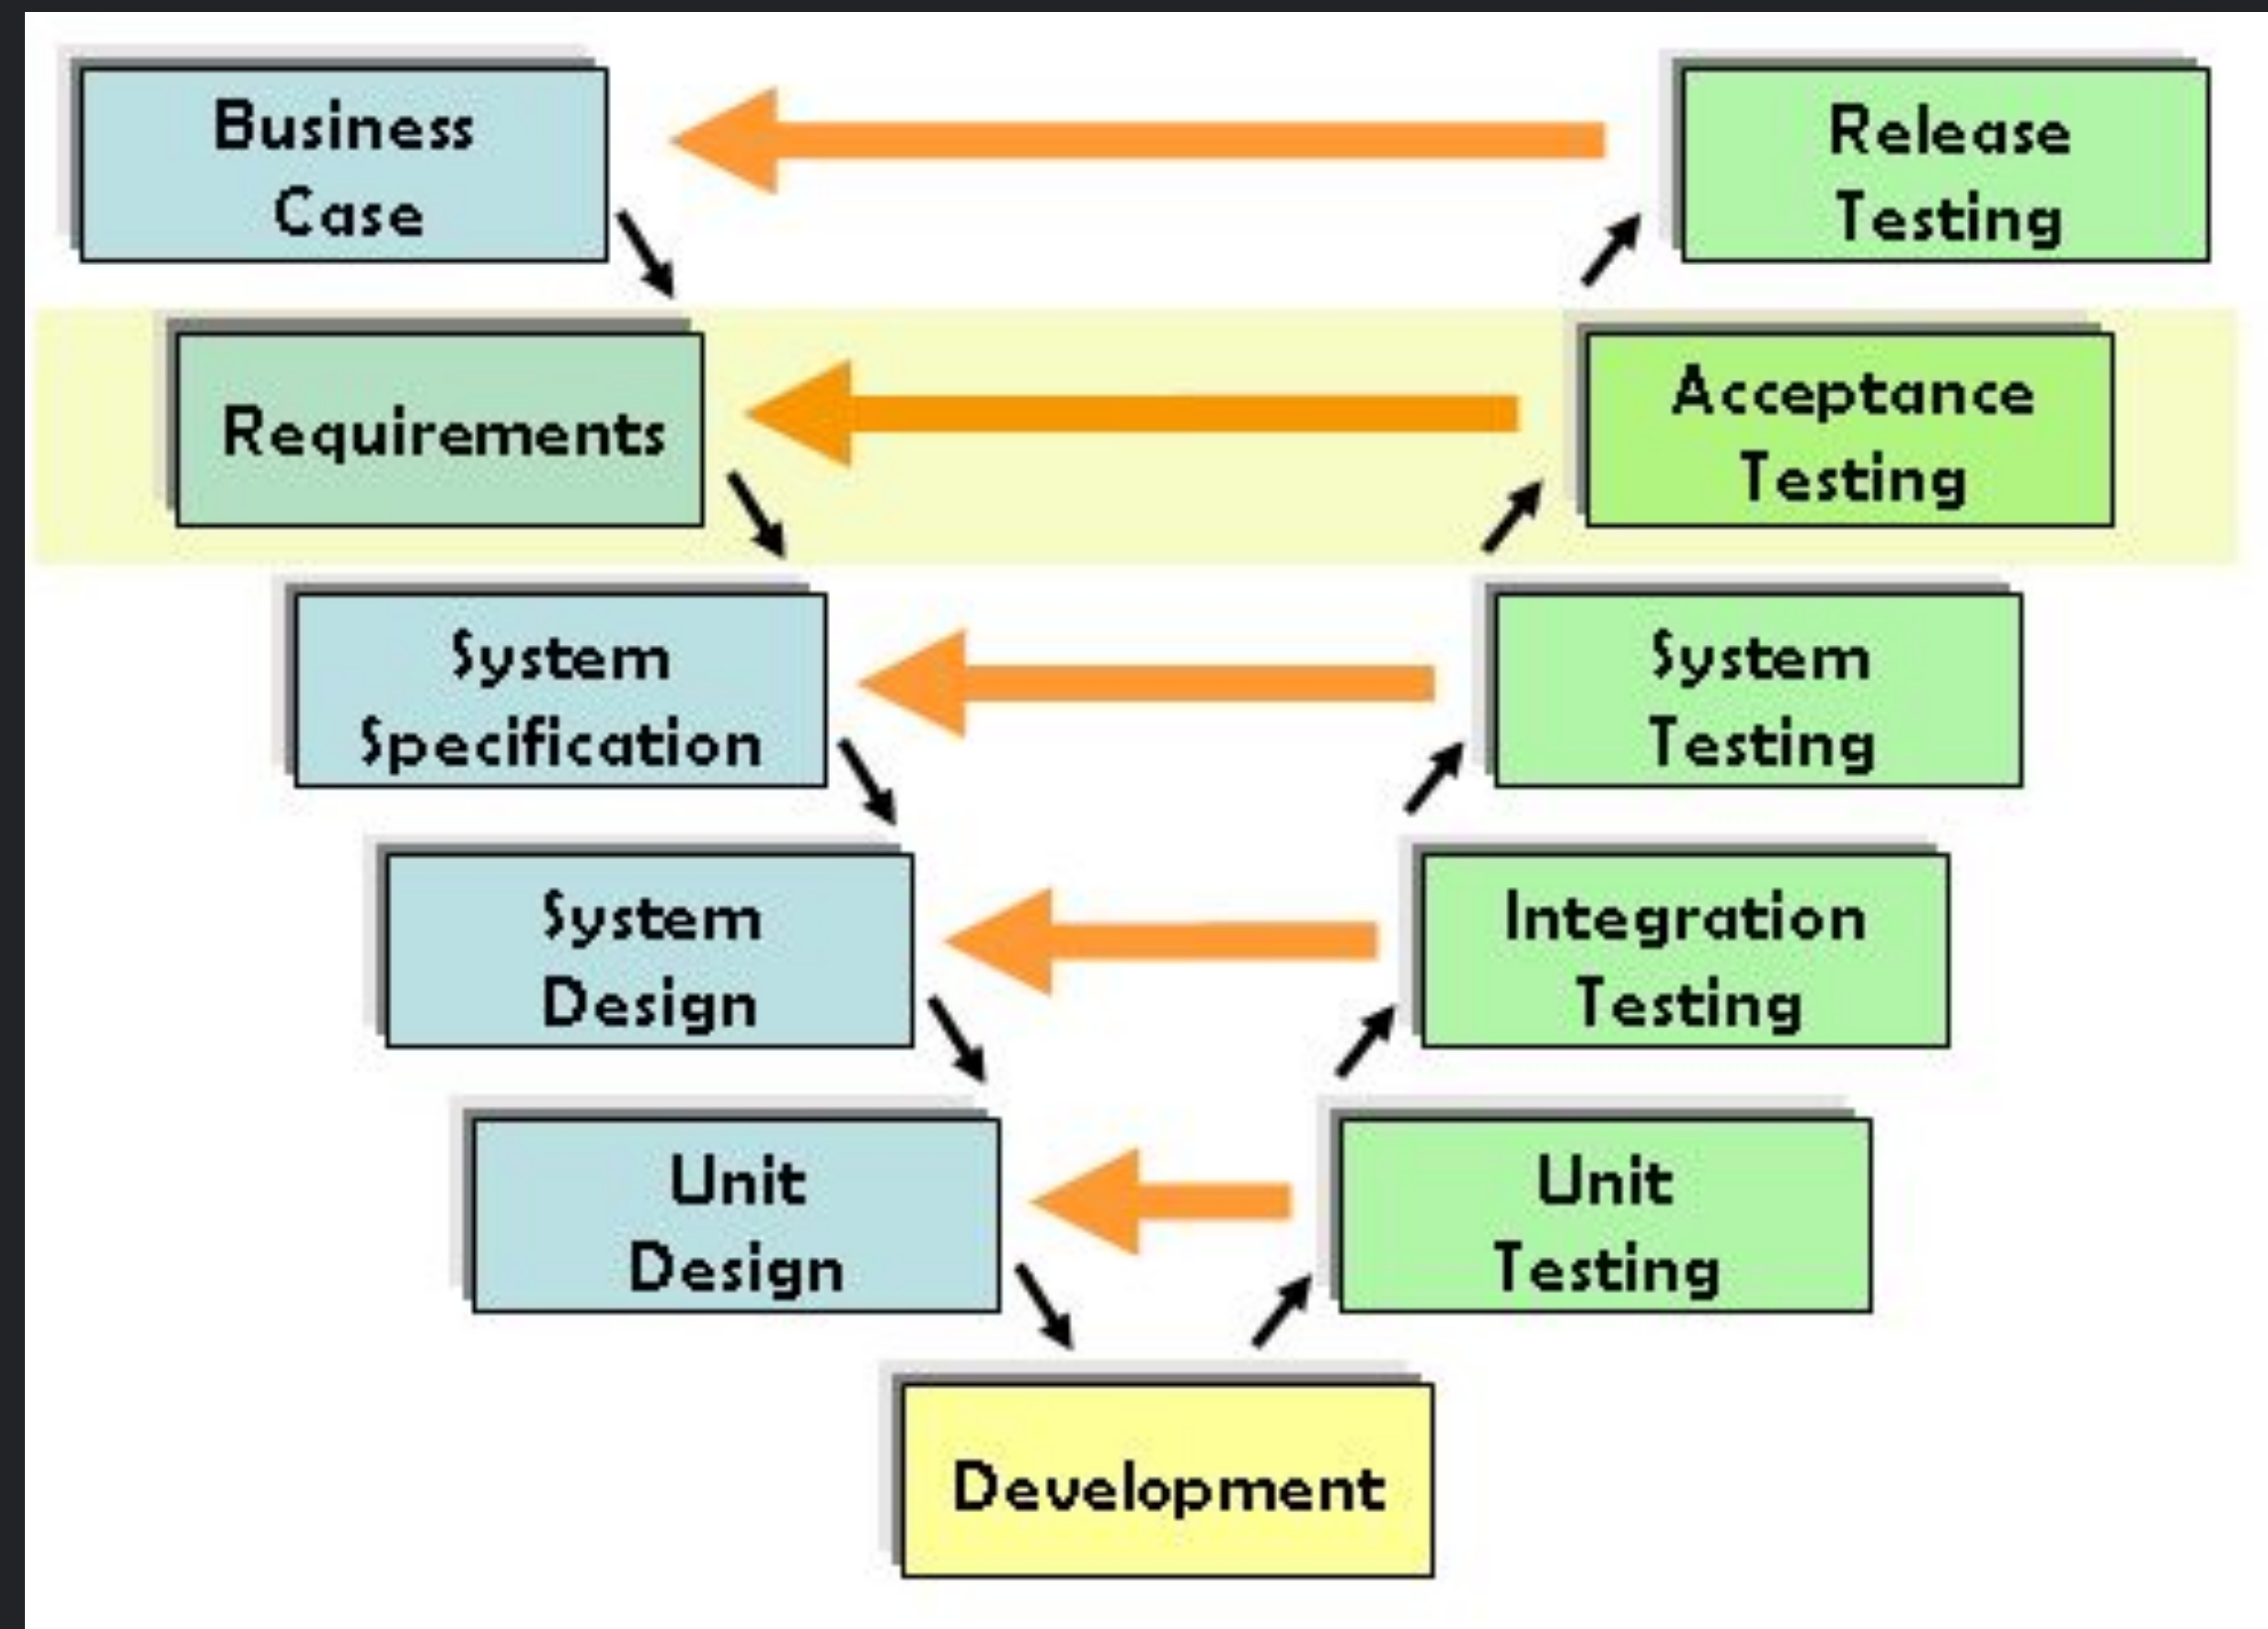 Business
Case
Release
Testing
Requirements
Acceptance
Testing
System
Specification
System
Testing
System
Design
Integration
Testing
Unit
Design
Unit
Testing
Development